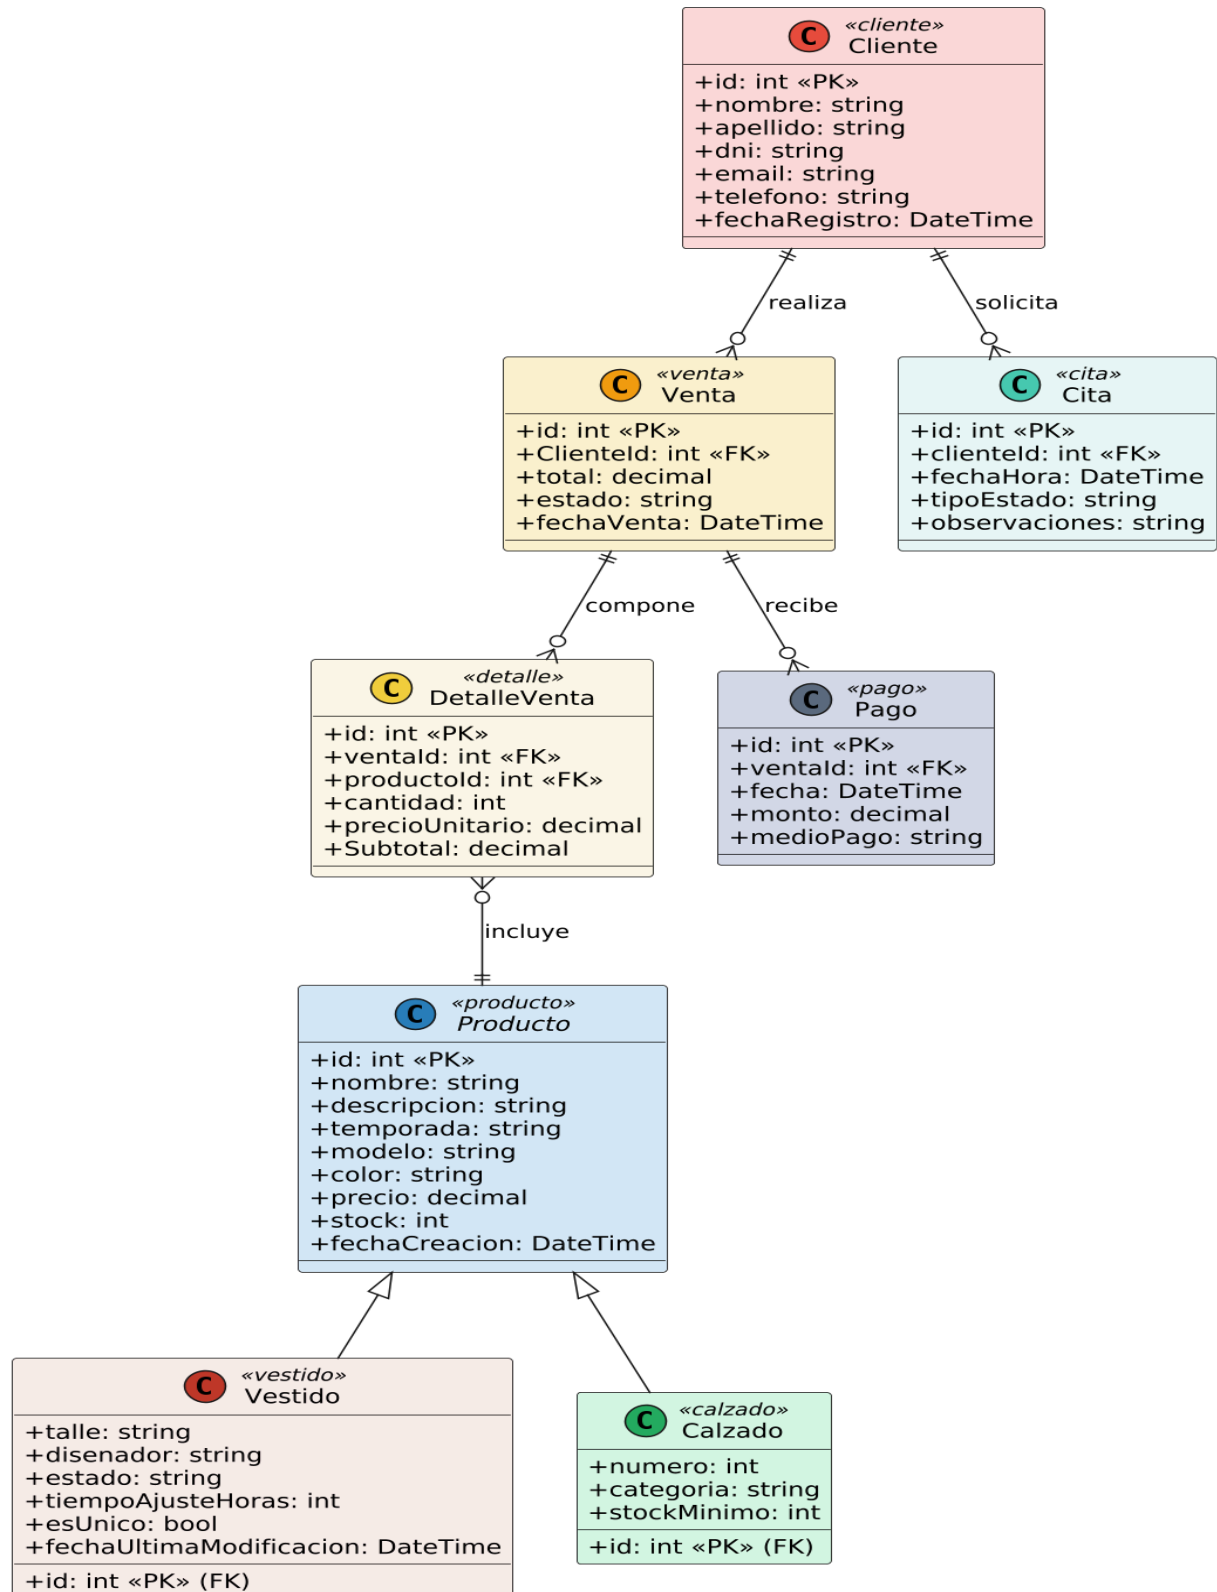 C
«cliente»
Cliente
+id: int «PK»
+nombre: string
+apellido: string
+dni: string
+email: string
+telefono: string
+fechaRegistro: DateTime
realiza
solicita
C
«venta»
Venta
+id: int «PK»
+ClienteId: int «FK»
+total: decimal
+estado: string
+fechaVenta: DateTime
C
«cita»
Cita
+id: int «PK»
+clienteId: int «FK»
+fechaHora: DateTime
+tipoEstado: string
+observaciones: string
compone
recibe
C
«detalle»
DetalleVenta
+id: int «PK»
+ventaId: int «FK»
+productoId: int «FK»
+cantidad: int
+precioUnitario: decimal
+Subtotal: decimal
C
«pago»
Pago
+id: int «PK»
+ventaId: int «FK»
+fecha: DateTime
+monto: decimal
+medioPago: string
incluye
C
«producto»
Producto
+id: int «PK»
+nombre: string
+descripcion: string
+temporada: string
+modelo: string
+color: string
+precio: decimal
+stock: int
+fechaCreacion: DateTime
C
«vestido»
Vestido
+talle: string
+disenador: string
+estado: string
+tiempoAjusteHoras: int
+esUnico: bool
+fechaUltimaModificacion: DateTime
+id: int «PK» (FK)
C
«calzado»
Calzado
+numero: int
+categoria: string
+stockMinimo: int
+id: int «PK» (FK)